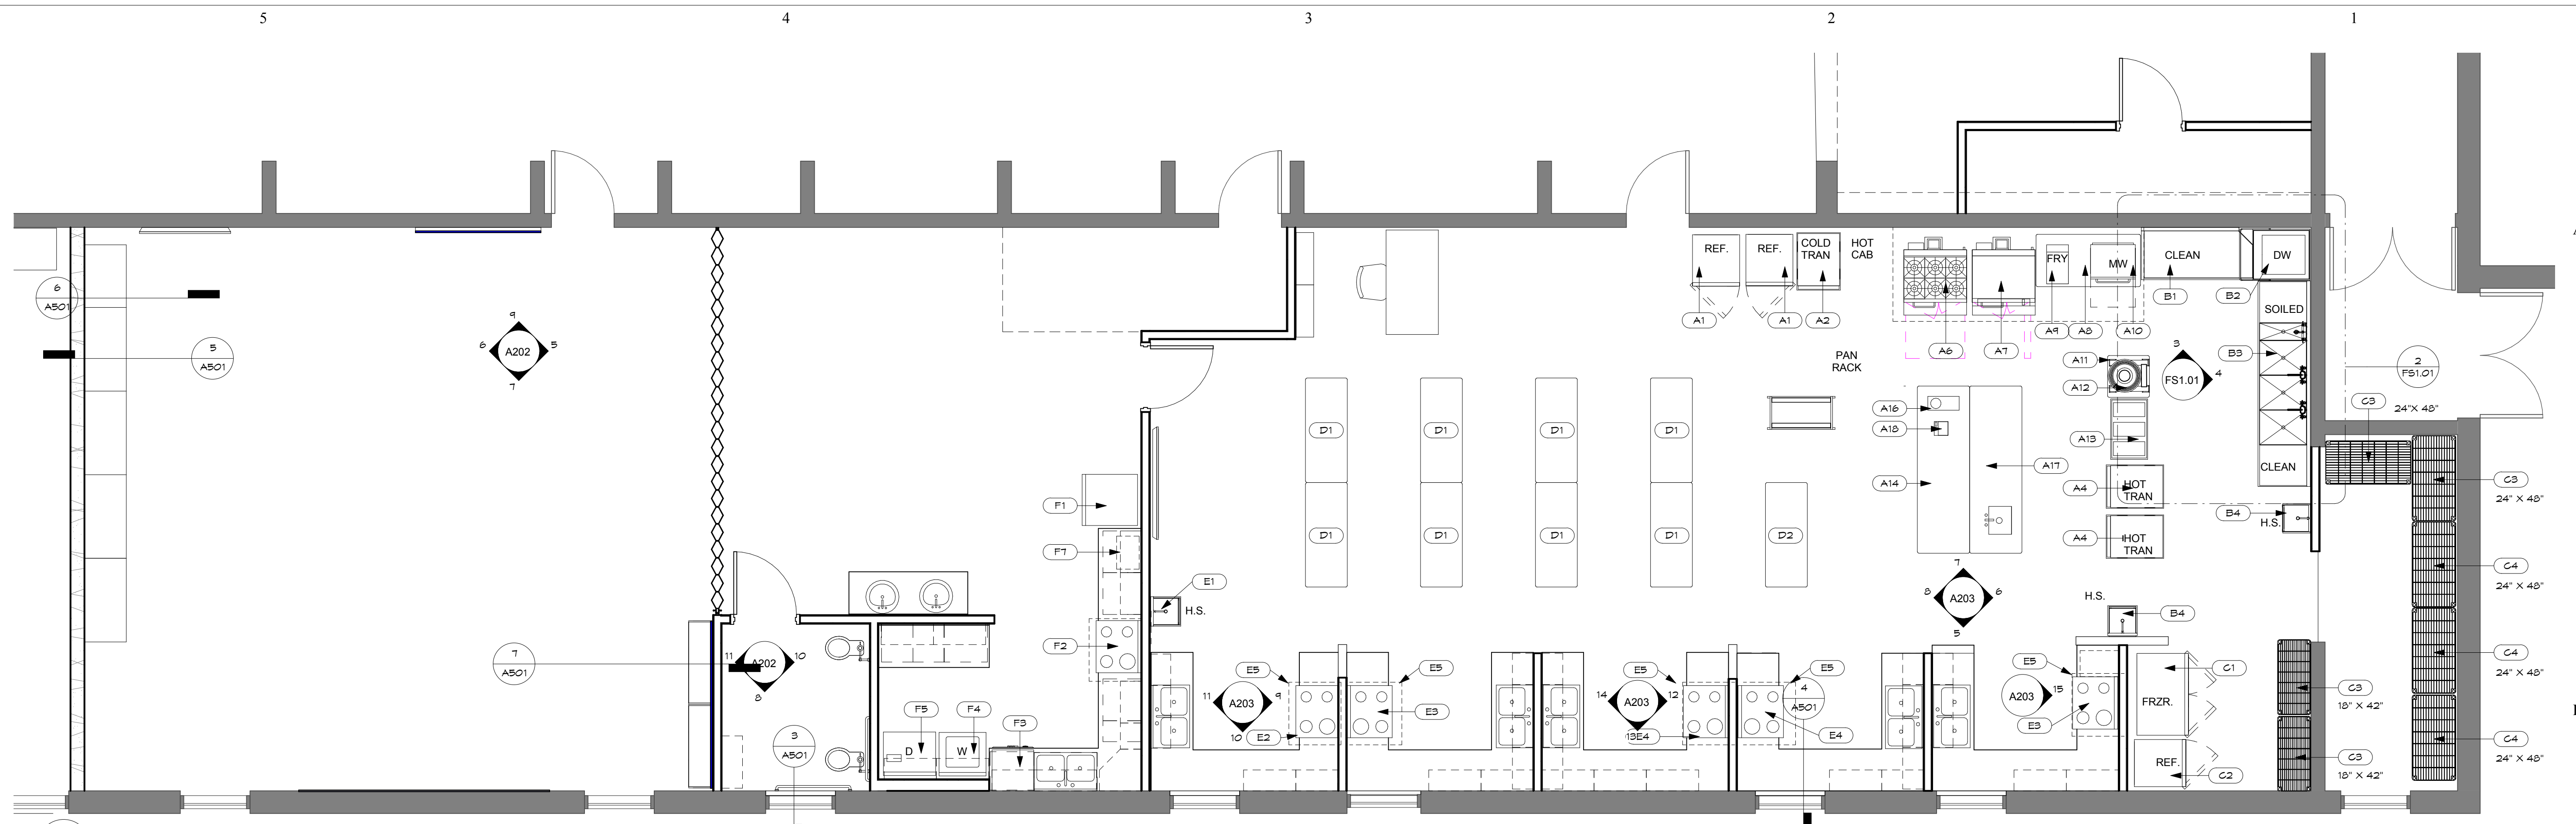 5 4 3 2 1
REF.
REF.
COLD
TRAN
HOT
CAB
FRY
MW
CLEAN
DW
A1
A1
A2
A6
A7
A9
A8
A10
B1
B2
SOILED
B3
6
A501
5
A501
9
6 A202 5
7
PAN
RACK
A11
A12
3
FS1.01 4
2
FS1.01
C3
24"X 48"
A16
A18
A13
A17
A14
CLEAN
D1
D1
D1
D1
D1
D1
D1
D1
D2
A4
HOT
TRAN
A4
HOT
TRAN
B4
H.S.
C3
24" X 48"
C4
24" X 48"
C4
24" X 48"
C4
24" X 48"
F1
F7
E1
H.S.
F2
7
8 A203 6
5
H.S.
B4
7
A501
11 A202 10
8
E5
E5
11 A203 9
10
E2
E3
E5
E5
14 A203 12
13E4
4
A501
E4
E5
A203 15
E3
C1
FRZR.
REF.
C2
C3
18" X 42"
C3
18" X 42"
F5
F4
F3
D
W
3
A501